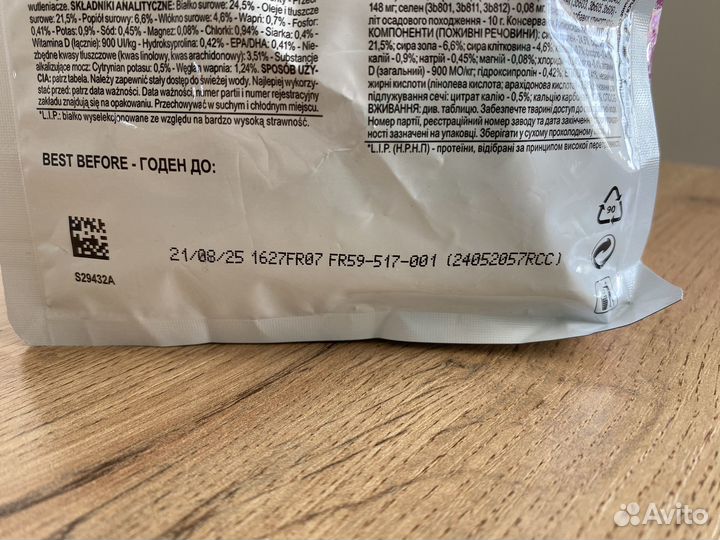 wutleniacze. SKŁADNIKI ANALITYCZNE: Białko surowe: 24,5% - Oleje i tłuszcze
surowe: 21,5% - Popiół surowy: 6,6% - Włókno surowe: 4,6% - Wapń: 0,7% - Fosfor:
0,41% - Potas: 0,9% - Sód: 0,45% - Magnez: 0,08% - Chlorki: 0,94% - Siarka: 0,4% -
Witamina D (łącznie): 900 UI/kg - Hydroksyprolina: 0,42% - EPA/DHA: 0,41% - Nie-
zbędne kwasy tłuszczowe (kwas linolowy, kwas arachidonowy): 3,51% - Substancje
alkalizujące mocz: Cytrynian potasu: 0,5% - Węglan wapnia: 1,24%. SPOSÓB UŻY-
CIA: patrz tabela. Należy zapewnić stały dostęp do świeżej wody. Najlepiej wykorzy-
stać przed: patrz data ważności. Data ważności, numer partii i numer rejestracyjny
zakładu znajdują się na opakowaniu. Przechowywać w suchym i chłodnym miejscu.
*L.I.P.: białko wyselekcjonowane ze względu na bardzo wysoką strawność.
148 мг; селен (3b801, 3b811, 3b812) - 0,08 мг
літ осадового походження - 10 г. Консерва
КОМПОНЕНТИ (ПОЖИВНІ РЕЧОВИНИ):
21,5%; сира зола - 6,6%; сира клітковина - 4,6%
калій - 0,9%; натрій - 0,45%; магній - 0,08%; хлорид
D (загальний) - 900 МО/кг; гідроксипролін - 0,42%
жирні кислоти (лінолева кислота; арахідонова кислота
підлужування сечі: цитрат калію - 0,5%; кальцію карбо
ВЖИВАННЯ: див. таблицю. Забезпечте тварині доступ д
Номер партії, реєстраційний номер заводу та дата закінчен
ності зазначені на упаковці. Зберігати у сухому прохолодному
*L.I.P. (Н.Р.Н.П) - протеїни, відібрані за принципом високої перетр
BEST BEFORE - ГОДЕН ДО:
21/08/25 1627FR07 FR59-517-001 (24052057RCC)
S29432A
90
Avito